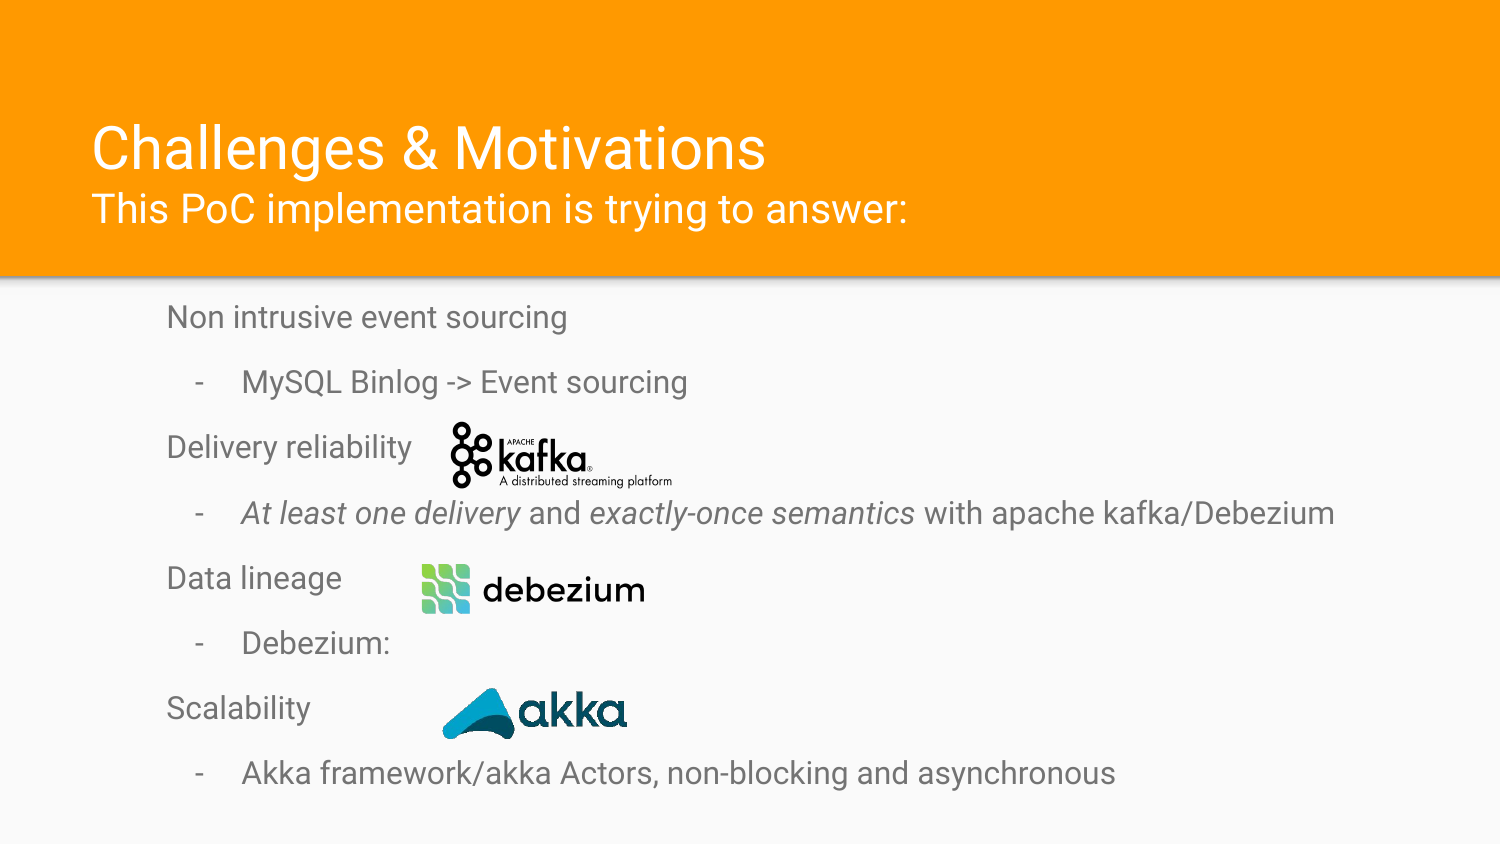 Challenges & Motivations
This PoC implementation is trying to answer:
Non intrusive event sourcing
- MySQL Binlog -> Event sourcing
Delivery reliability
APACHE
kafka®
A distributed streaming platform
- At least one delivery and exactly-once semantics with apache kafka/Debezium
Data lineage
debezium
- Debezium:
Scalability
akka
- Akka framework/akka Actors, non-blocking and asynchronous